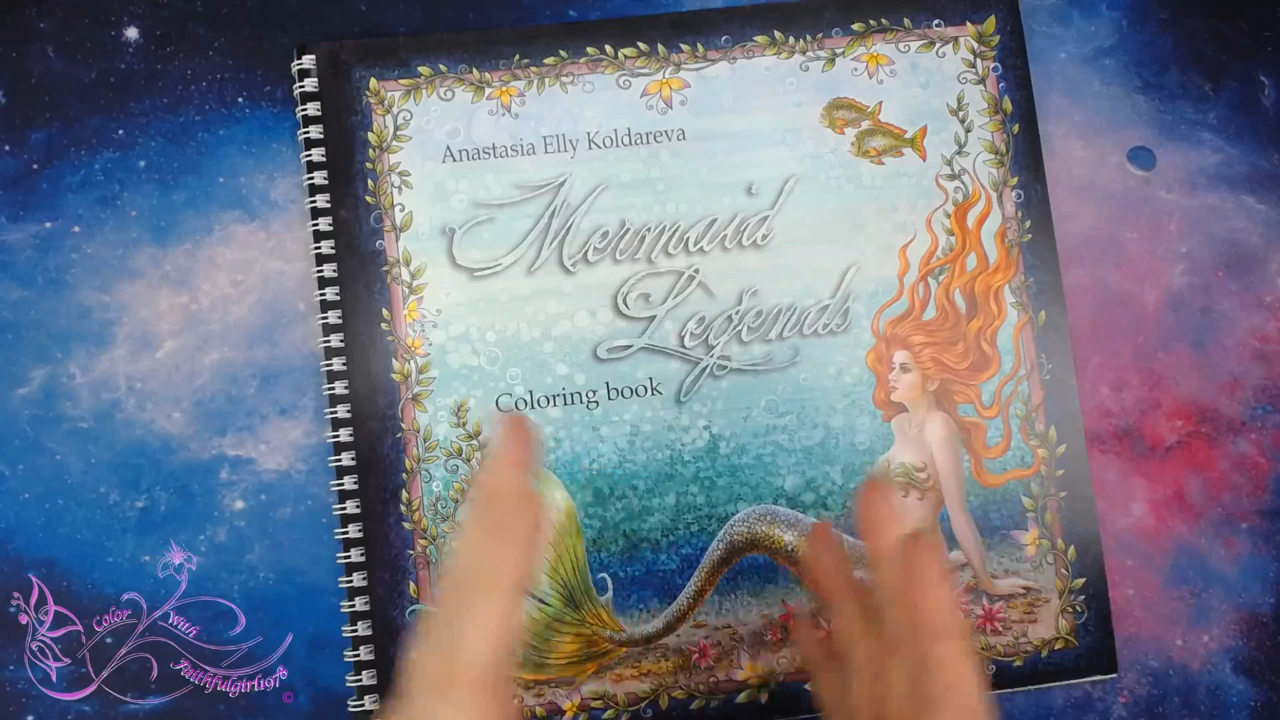 Anastasia Elly Koldareva
Mermaid
Legends
Coloring book
Color
With
Faithfulgirl1978
©